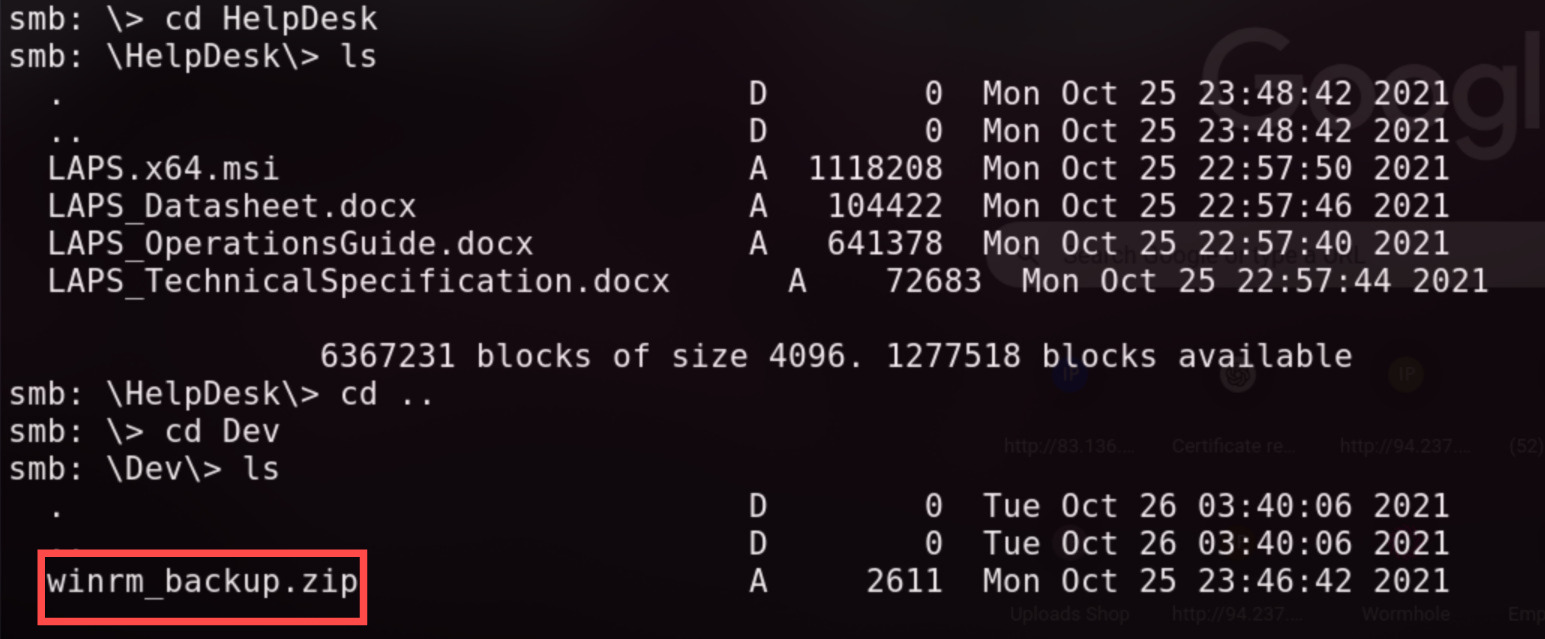 smb: \> cd HelpDesk
smb: \HelpDesk\> ls
. D 0 Mon Oct 25 23:48:42 2021
.. D 0 Mon Oct 25 23:48:42 2021
LAPS.x64.msi A 1118208 Mon Oct 25 22:57:50 2021
LAPS_Datasheet.docx A 104422 Mon Oct 25 22:57:46 2021
LAPS_OperationsGuide.docx A 641378 Mon Oct 25 22:57:40 2021
LAPS_TechnicalSpecification.docx A 72683 Mon Oct 25 22:57:44 2021
6367231 blocks of size 4096. 1277518 blocks available
smb: \HelpDesk\> cd ..
smb: \> cd Dev
smb: \Dev\> ls
. D 0 Tue Oct 26 03:40:06 2021
D 0 Tue Oct 26 03:40:06 2021
winrm_backup.zip A 2611 Mon Oct 25 23:46:42 2021
Googl
Search Google or type a URL
IP
IP
http://83.136....
Certificate re...
http://94.237....
(52)
Uploads Shop
http://94.237....
Wormhole
Emp